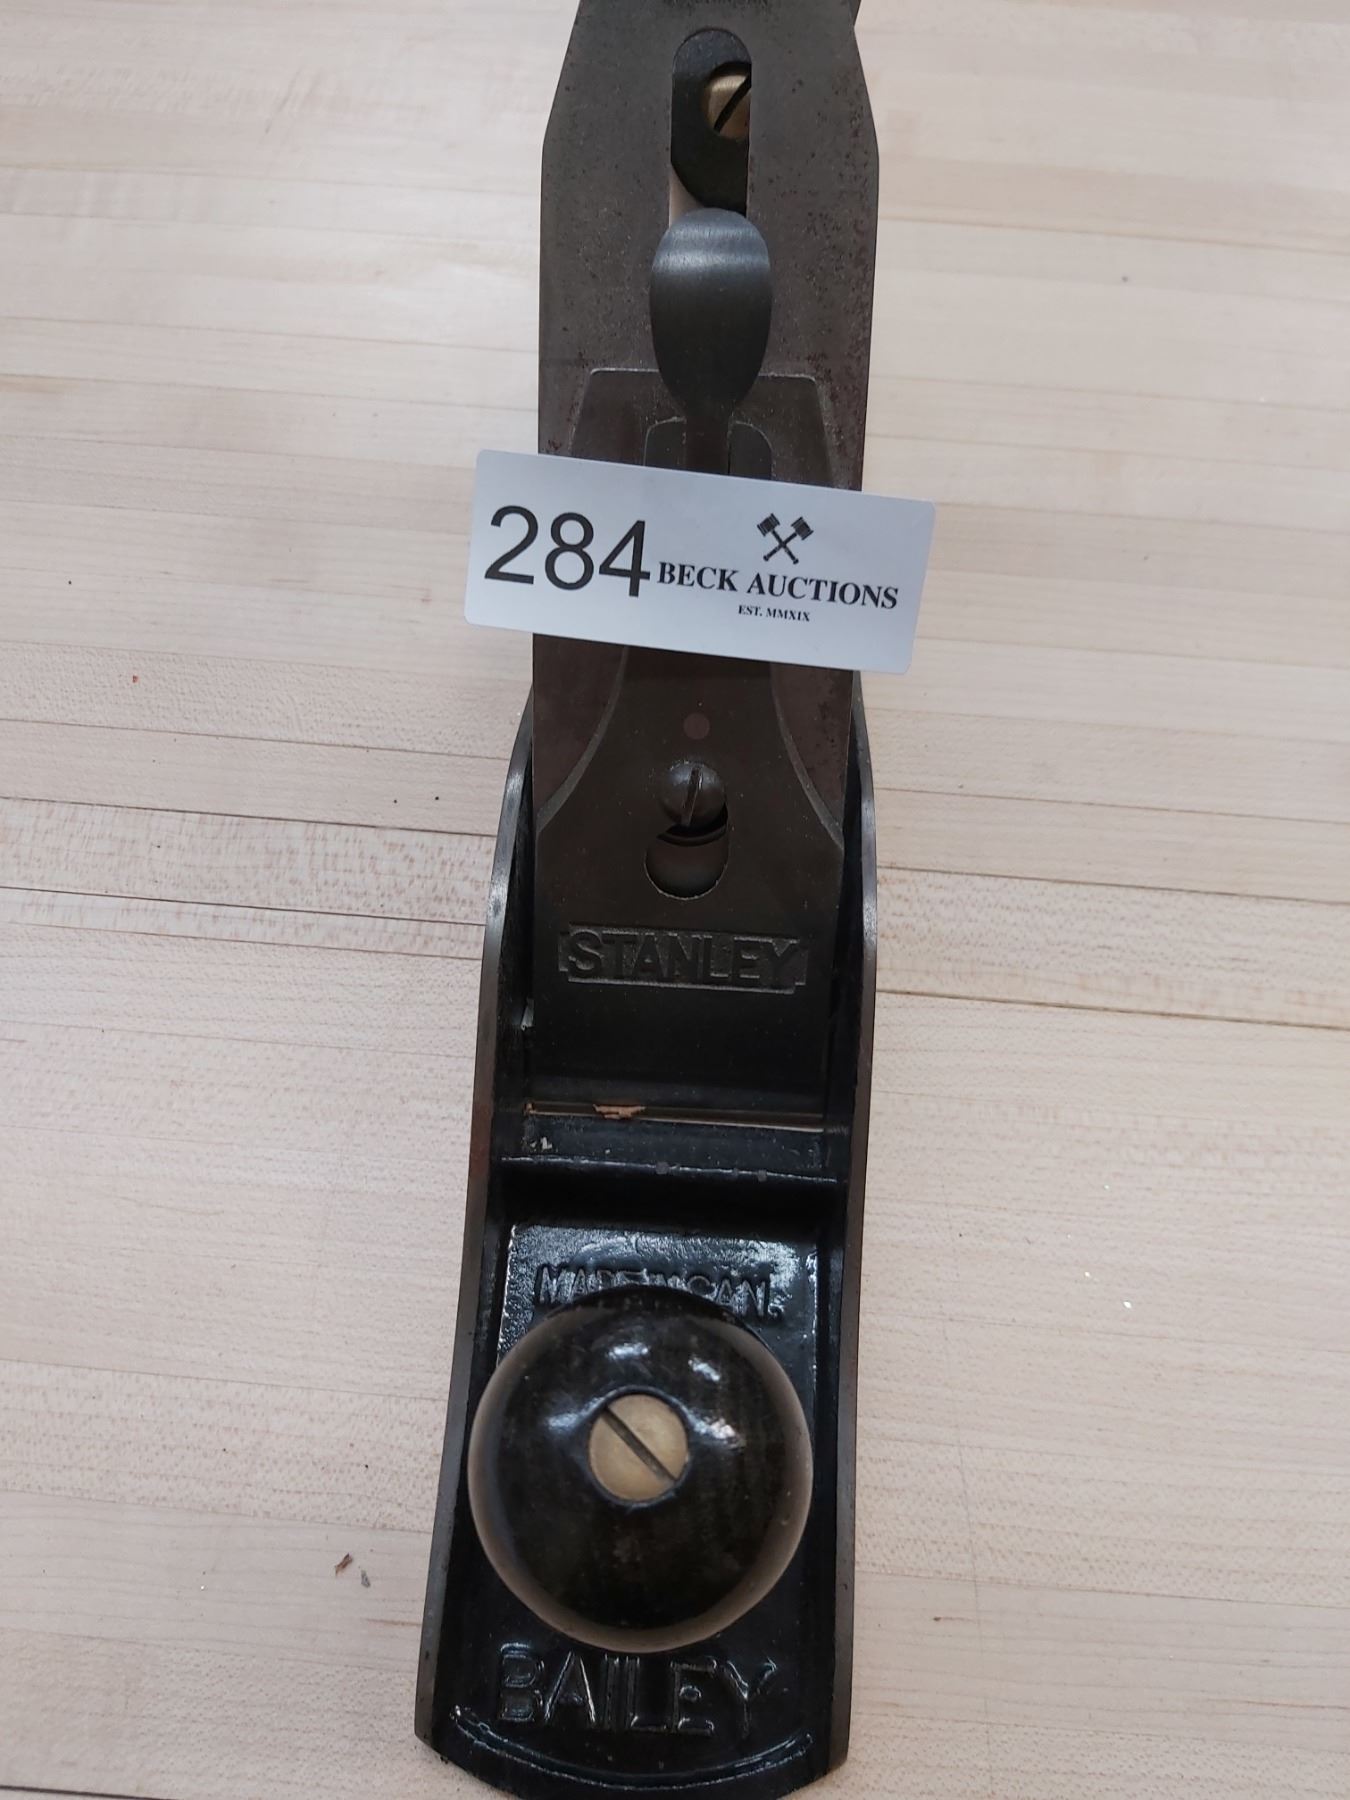 284
BECK AUCTIONS
EST. MMXIX
STANLEY
MADE IN CAN.
BAILEY